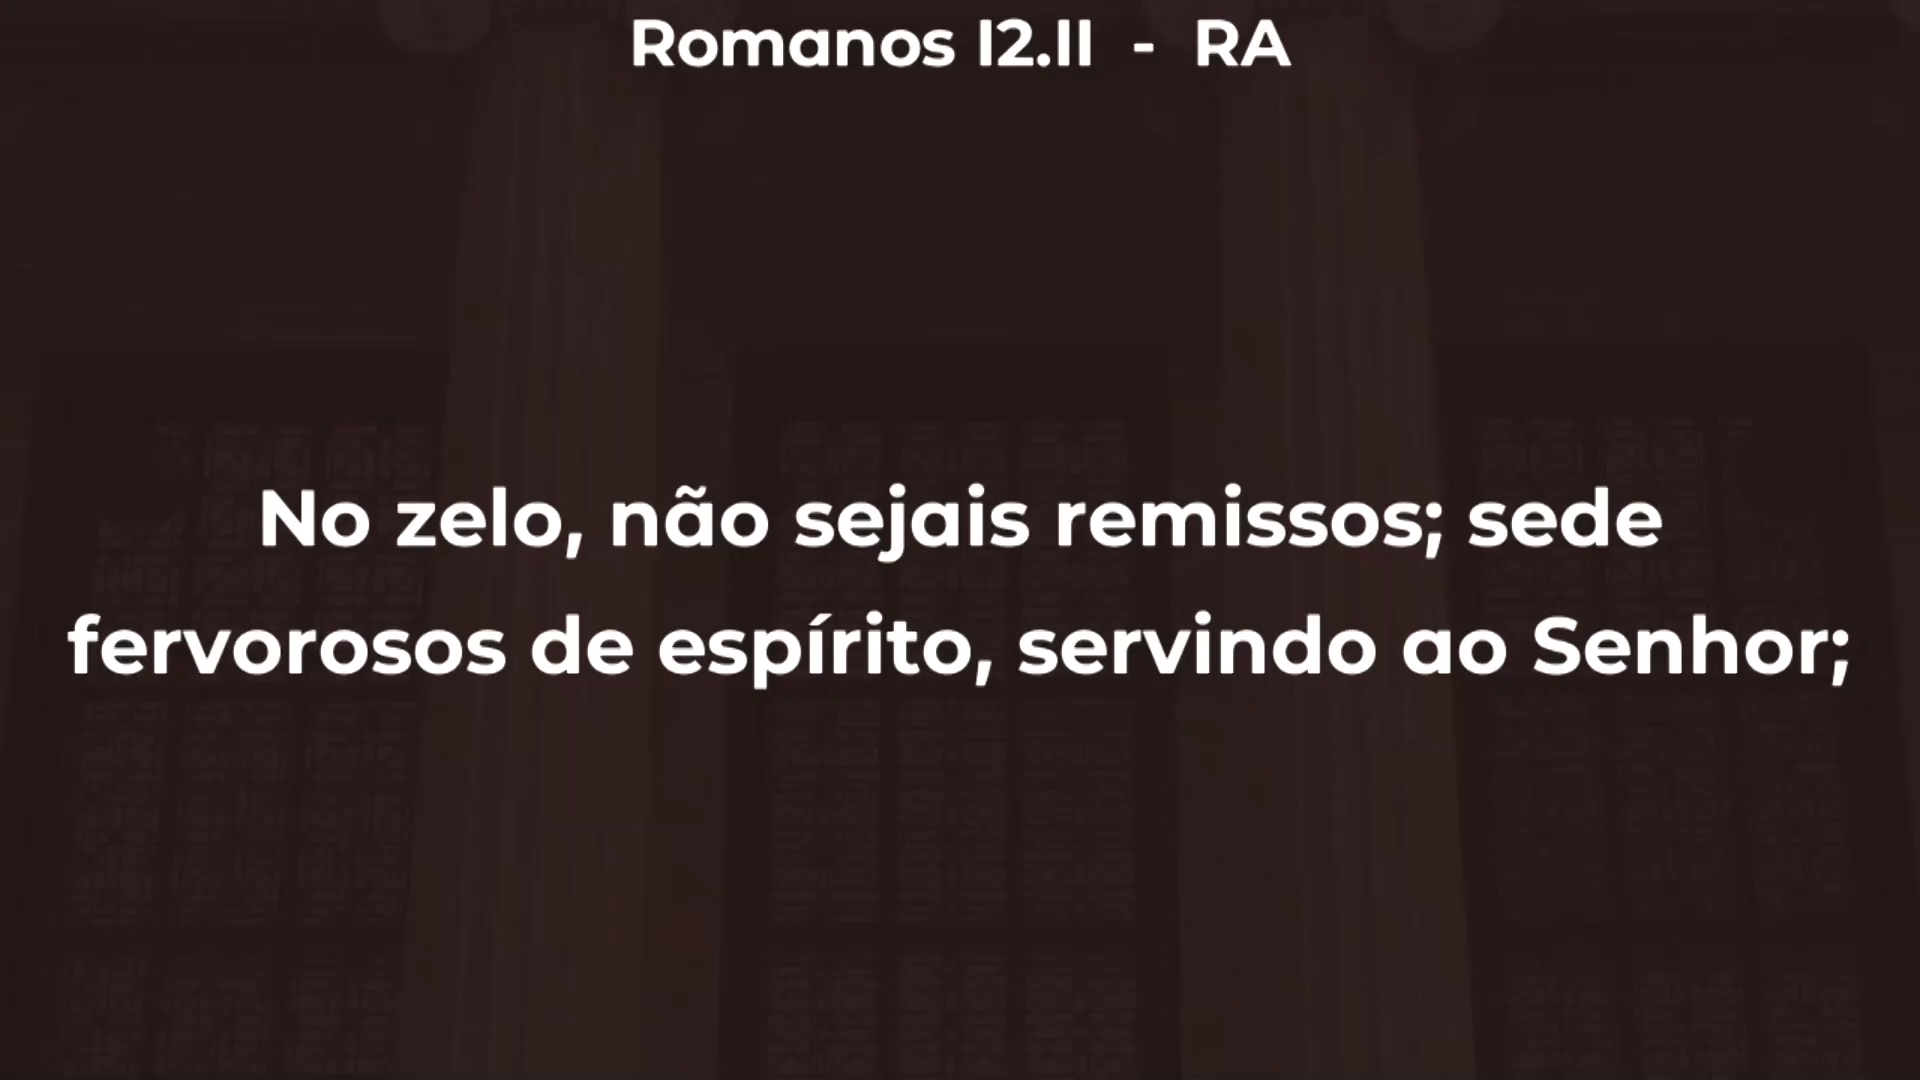 Romanos 12.11 - RA
No zelo, não sejais remissos; sede
fervorosos de espírito, servindo ao Senhor;